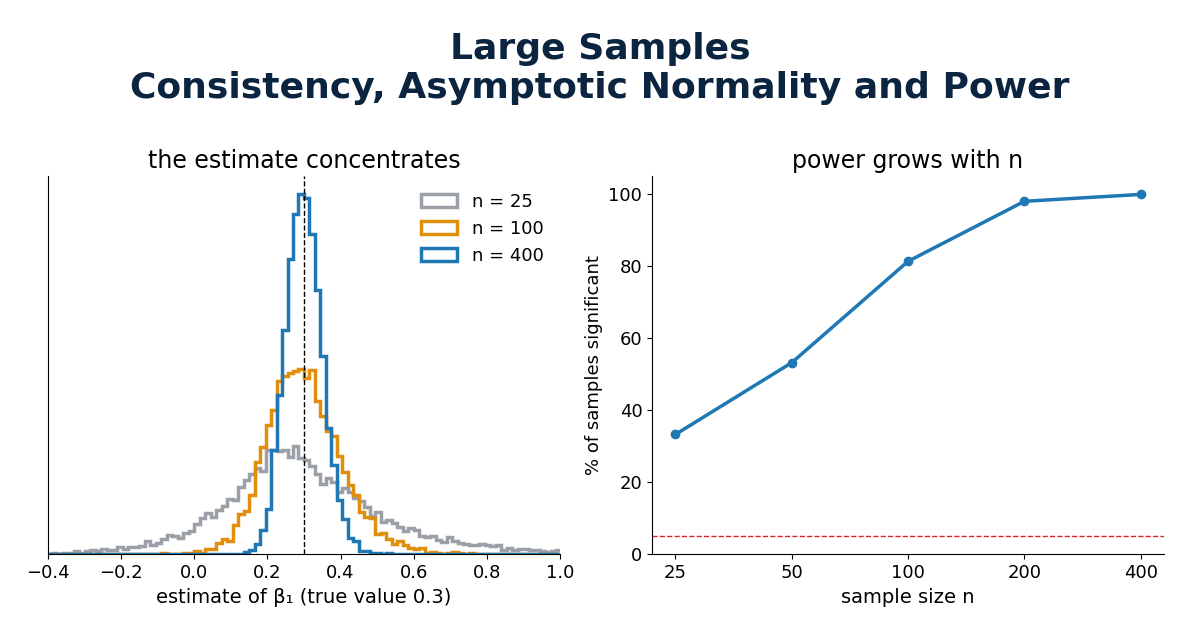 Large Samples
Consistency, Asymptotic Normality and Power
the estimate concentrates
n = 25
n = 100
n = 400
−0.4 −0.2 0.0 0.2 0.4 0.6 0.8 1.0
estimate of β₁ (true value 0.3)
power grows with n
% of samples significant
100
80
60
40
20
0
25 50 100 200 400
sample size n